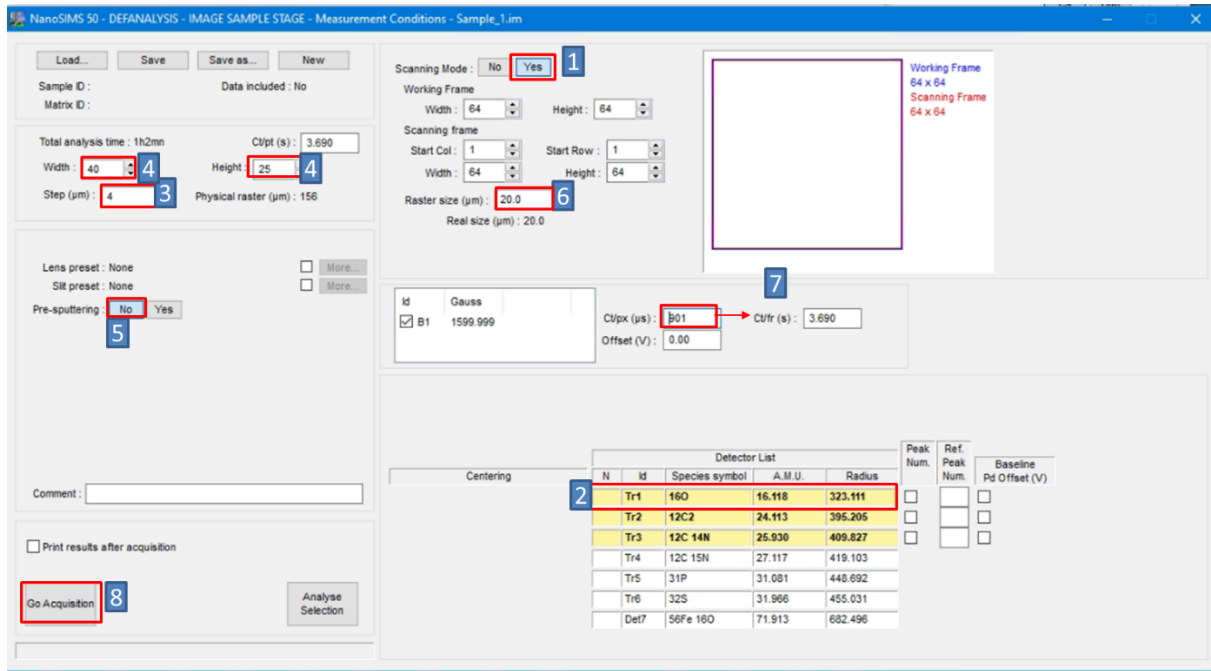 NanoSIMS 50 - DEFANALYSIS - IMAGE SAMPLE STAGE - Measurement Conditions - Sample_1.im
Load... Save Save as... New
Sample ID : Data included : No
Matrix ID :
Total analysis time : 1h2mn Ct/pt (s) : 3.690
Width : 40 4 Height : 25 4
Step (µm) : 4 3 Physical raster (µm) : 156
Lens preset : None More...
Slit preset : None More...
Pre-sputtering : No Yes
5
Comment :
Print results after acquisition
Go Acquisition 8
Analyse
Selection
Scanning Mode : No Yes 1
Working Frame
Width : 64 Height : 64
Scanning frame
Start Col : 1 Start Row : 1
Width : 64 Height : 64
Raster size (µm) : 20.0 6
Real size (µm) : 20.0
Working Frame
64 x 64
Scanning Frame
64 x 64
7
Id Gauss
B1 1599.999
Ct/px (µs) : 901 Ct/fr (s) : 3.690
Offset (V) : 0.00
Detector List
Centering N Id Species symbol A.M.U. Radius
Peak
Num.
Ref.
Peak
Num.
Baseline
Pd Offset (V)
2 Tr1 16O 16.118 323.111
Tr2 12C2 24.113 395.205
Tr3 12C 14N 25.930 409.827
Tr4 12C 15N 27.117 419.103
Tr5 31P 31.081 448.692
Tr6 32S 31.966 455.031
Det7 56Fe 16O 71.913 682.496